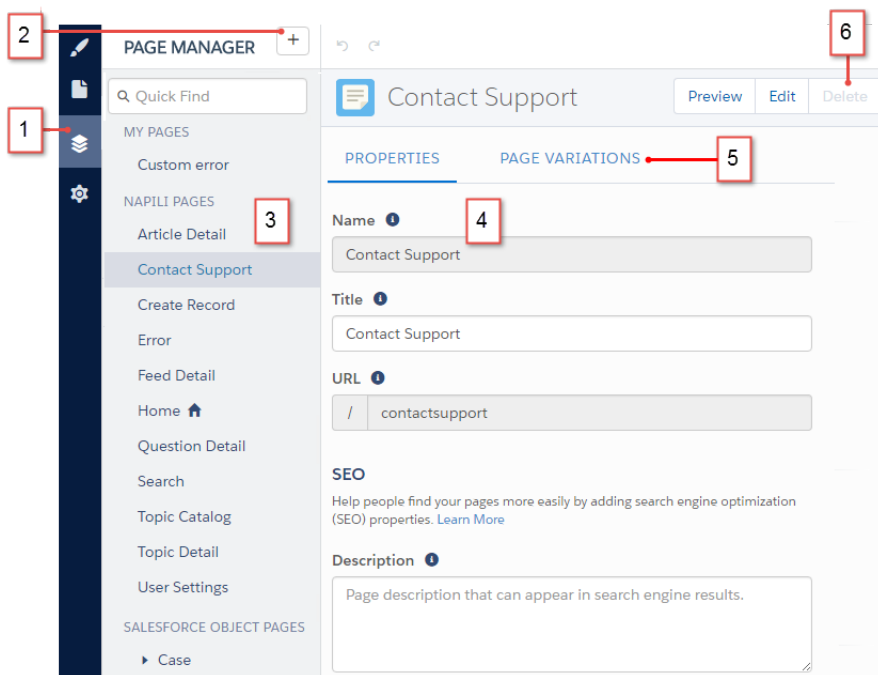 2
PAGE MANAGER
+
6
Quick Find
Contact Support
Preview
Edit
Delete
1
MY PAGES
Custom error
PROPERTIES
PAGE VARIATIONS
5
NAPILI PAGES
3
Article Detail
Contact Support
Create Record
Error
Feed Detail
Home
Question Detail
Search
Topic Catalog
Topic Detail
User Settings
SALESFORCE OBJECT PAGES
Case
Name
4
Contact Support
Title
Contact Support
URL
/ contactsupport
SEO
Help people find your pages more easily by adding search engine optimization
(SEO) properties. Learn More
Description
Page description that can appear in search engine results.